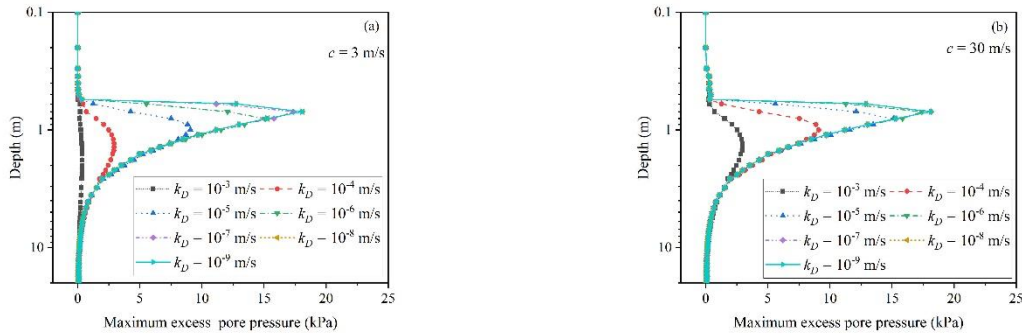 (a)
c = 3 m/s
0.1
1
10
Depth (m)
k_D = 10^-3 m/s
k_D = 10^-4 m/s
k_D = 10^-5 m/s
k_D = 10^-6 m/s
k_D − 10^-7 m/s
k_D − 10^-8 m/s
k_D − 10^-9 m/s
0 5 10 15 20 25
Maximum excess pore pressure (kPa)
(b)
c = 30 m/s
0.1
1
10
Depth (m)
k_D = 10^-3 m/s
k_D = 10^-4 m/s
k_D = 10^-5 m/s
k_D − 10^-6 m/s
k_D − 10^-7 m/s
k_D − 10^-8 m/s
k_D − 10^-9 m/s
0 5 10 15 20 25
Maximum excess pore pressure (kPa)